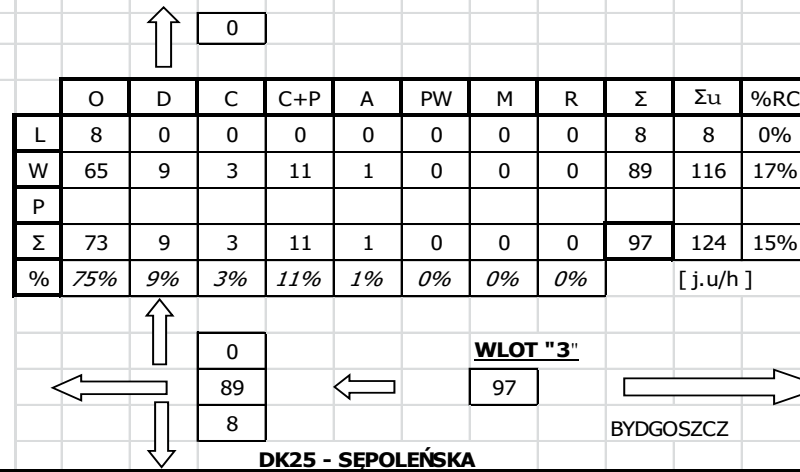 0
O D C C+P A PW M R Σ Σu %RC
L 8 0 0 0 0 0 0 0 8 8 0%
W 65 9 3 11 1 0 0 0 89 116 17%
P
Σ 73 9 3 11 1 0 0 0 97 124 15%
% 75% 9% 3% 11% 1% 0% 0% 0% [ j.u/h ]
0 WLOT "3"
89 97
8 BYDGOSZCZ
DK25 - SĘPOLEŃSKA